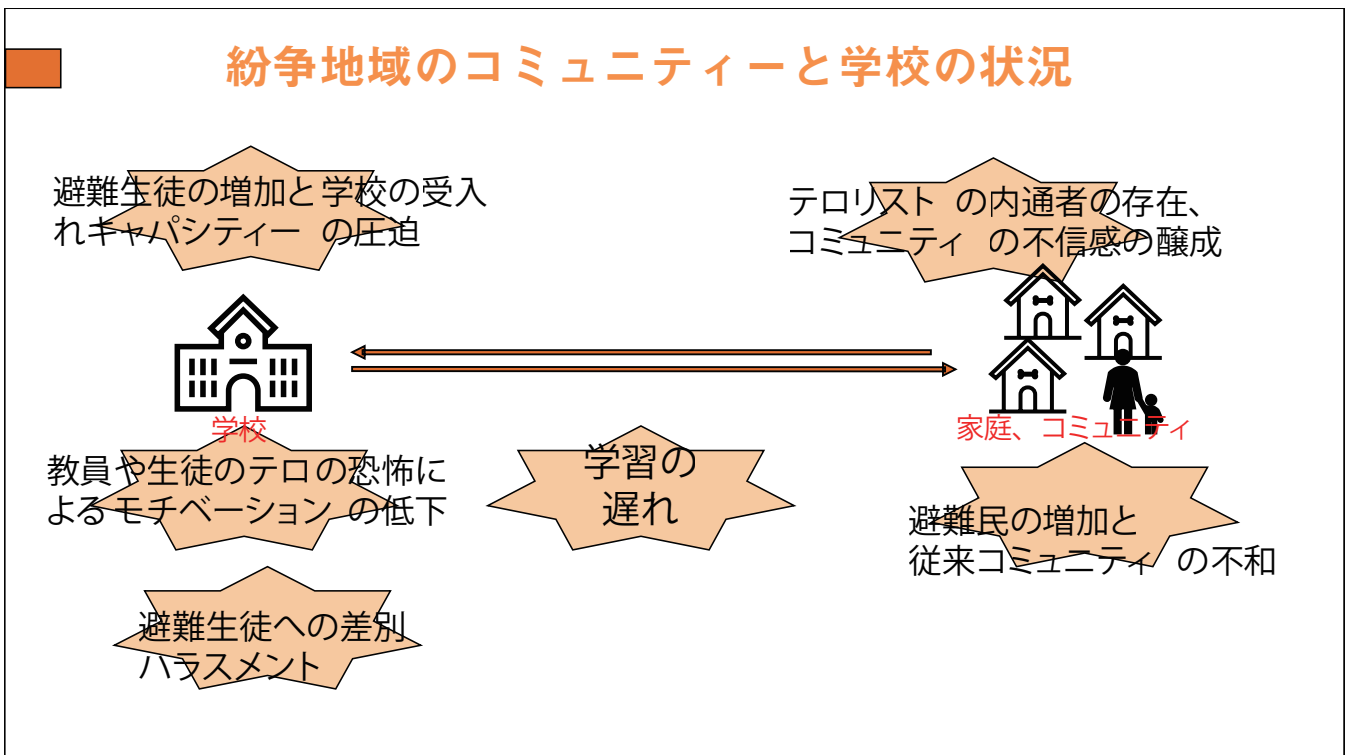 紛争地域のコミュニティーと学校の状況
避難生徒の増加と学校の受入
れキャパシティー の圧迫
テロリスト の内通者の存在、
コミュニティ の不信感の醸成
学校
家庭、コミュニティ
教員や生徒のテロの恐怖に
よるモチベーション の低下
学習の
遅れ
避難民の増加と
従来コミュニティ の不和
避難生徒への差別
ハラスメント